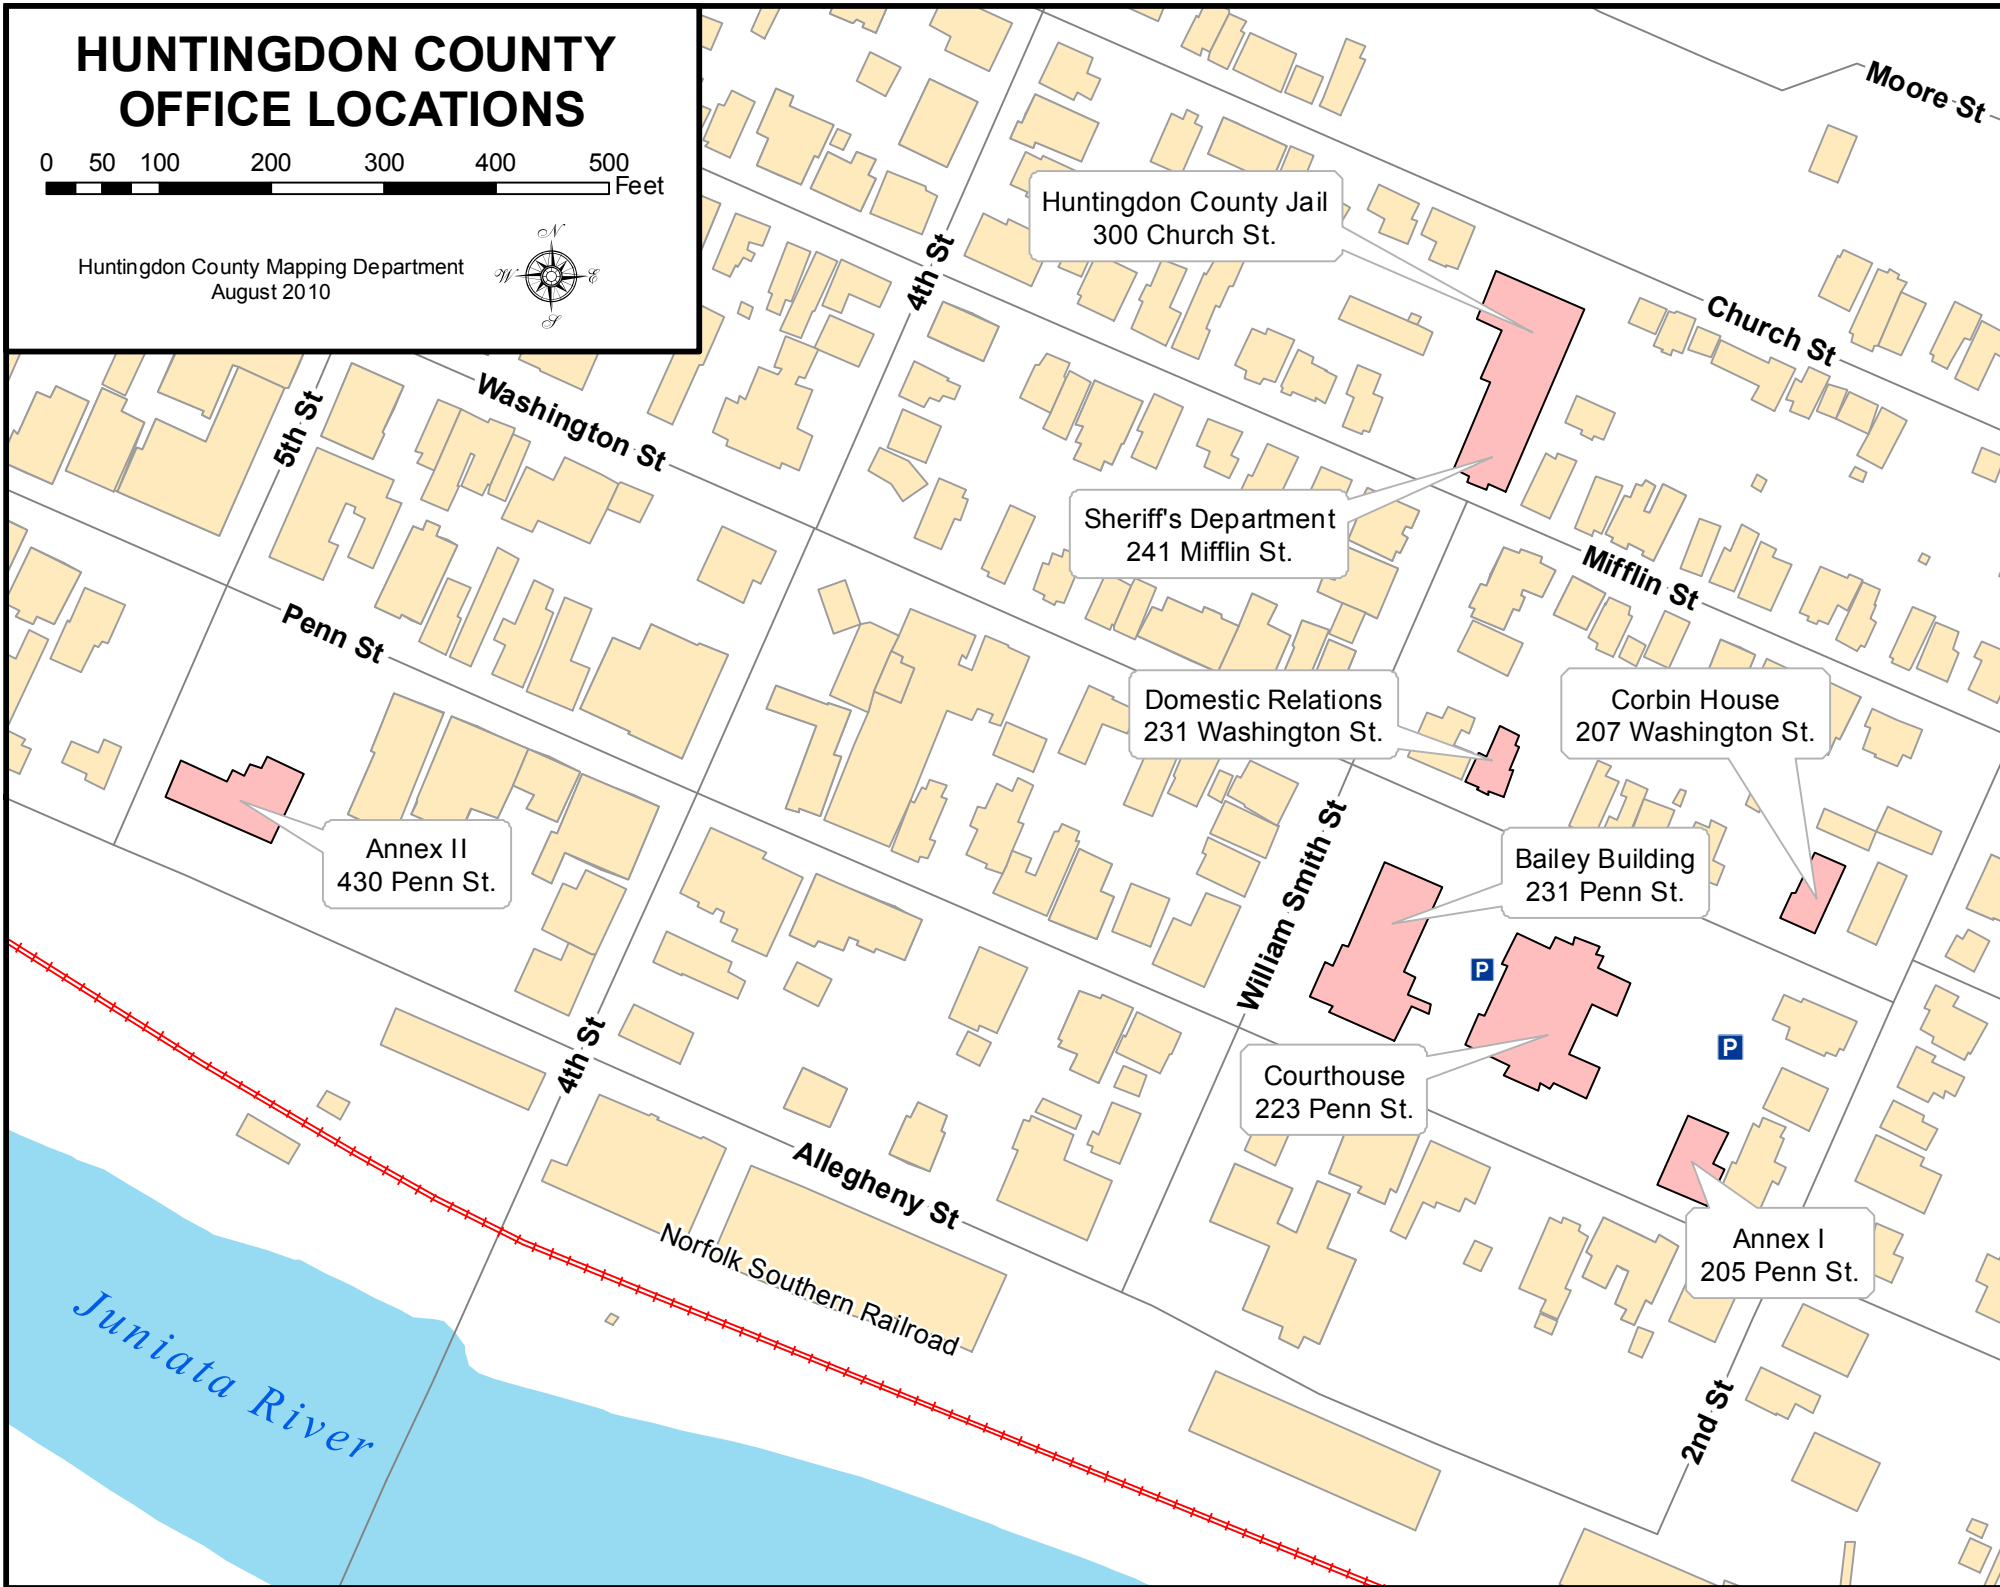 HUNTINGDON COUNTY
OFFICE LOCATIONS
0 50 100 200 300 400 500
Feet
Huntingdon County Mapping Department
August 2010
N
W E
S
Moore St
Huntingdon County Jail
300 Church St.
4th St
Church St
Washington St
5th St
Sheriff's Department
241 Mifflin St.
Mifflin St
Penn St
Domestic Relations
231 Washington St.
Corbin House
207 Washington St.
Annex II
430 Penn St.
William Smith St
Bailey Building
231 Penn St.
P
P
4th St
Courthouse
223 Penn St.
Allegheny St
Norfolk Southern Railroad
Annex I
205 Penn St.
Juniata River
2nd St